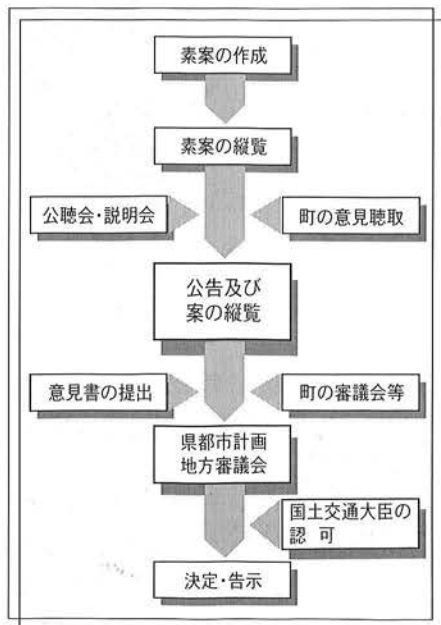 素案の作成
素案の縦覧
公聴会・説明会
町の意見聴取
公告及び
案の縦覧
意見書の提出
町の審議会等
県都市計画
地方審議会
国土交通大臣の
認 可
決定・告示